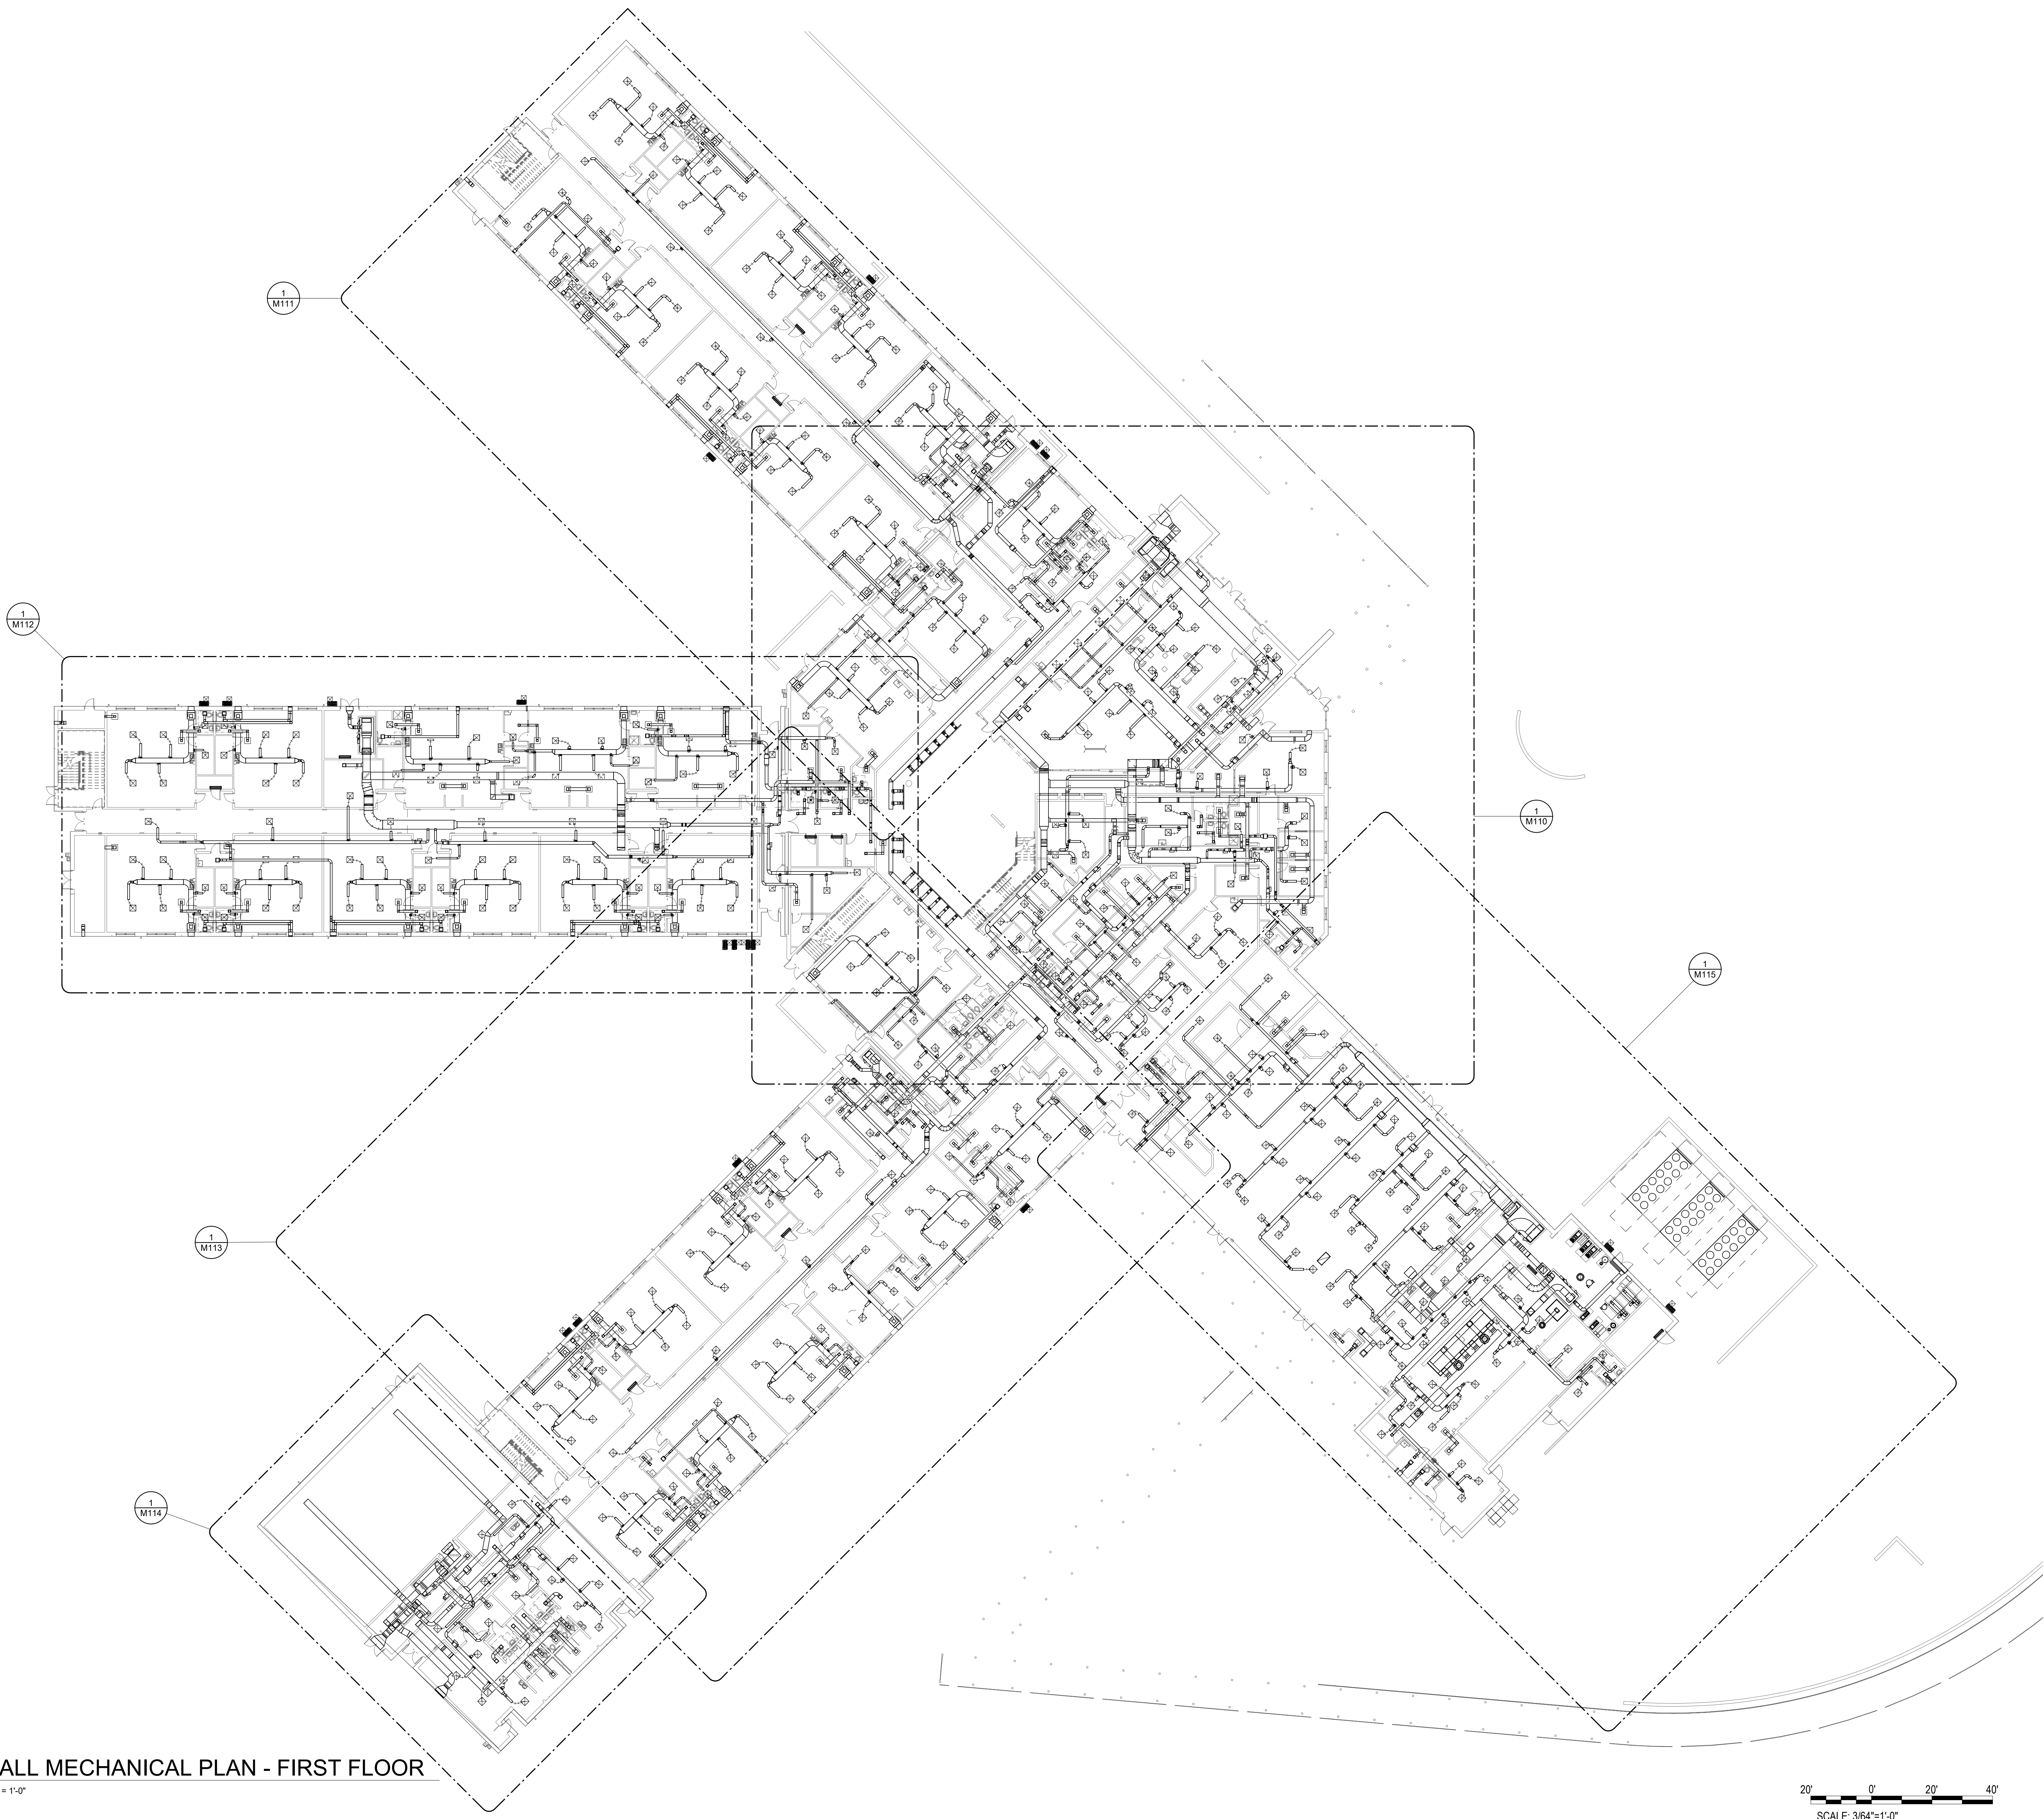 1
M111
1
M112
1
M110
1
M115
1
M113
1
M114
ALL MECHANICAL PLAN - FIRST FLOOR
= 1'-0"
20' 0' 20' 40'
SCALE: 3/64"=1'-0"